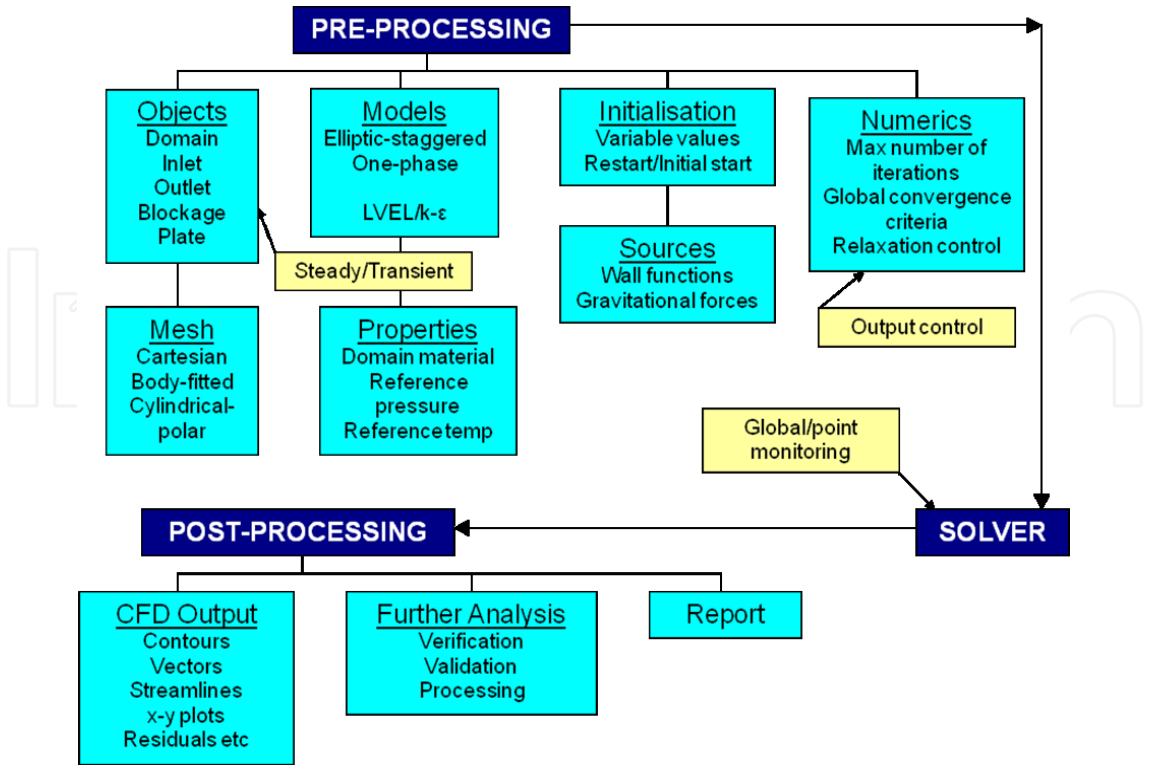 PRE-PROCESSING
Objects
Domain
Inlet
Outlet
Blockage
Plate
Models
Elliptic-staggered
One-phase
LVEL/k-ε
Initialisation
Variable values
Restart/Initial start
Numerics
Max number of
iterations
Global convergence
criteria
Relaxation control
Steady/Transient
Sources
Wall functions
Gravitational forces
Output control
Mesh
Cartesian
Body-fitted
Cylindrical-
polar
Properties
Domain material
Reference
pressure
Reference temp
Global/point
monitoring
POST-PROCESSING
SOLVER
CFD Output
Contours
Vectors
Streamlines
x-y plots
Residuals etc
Further Analysis
Verification
Validation
Processing
Report